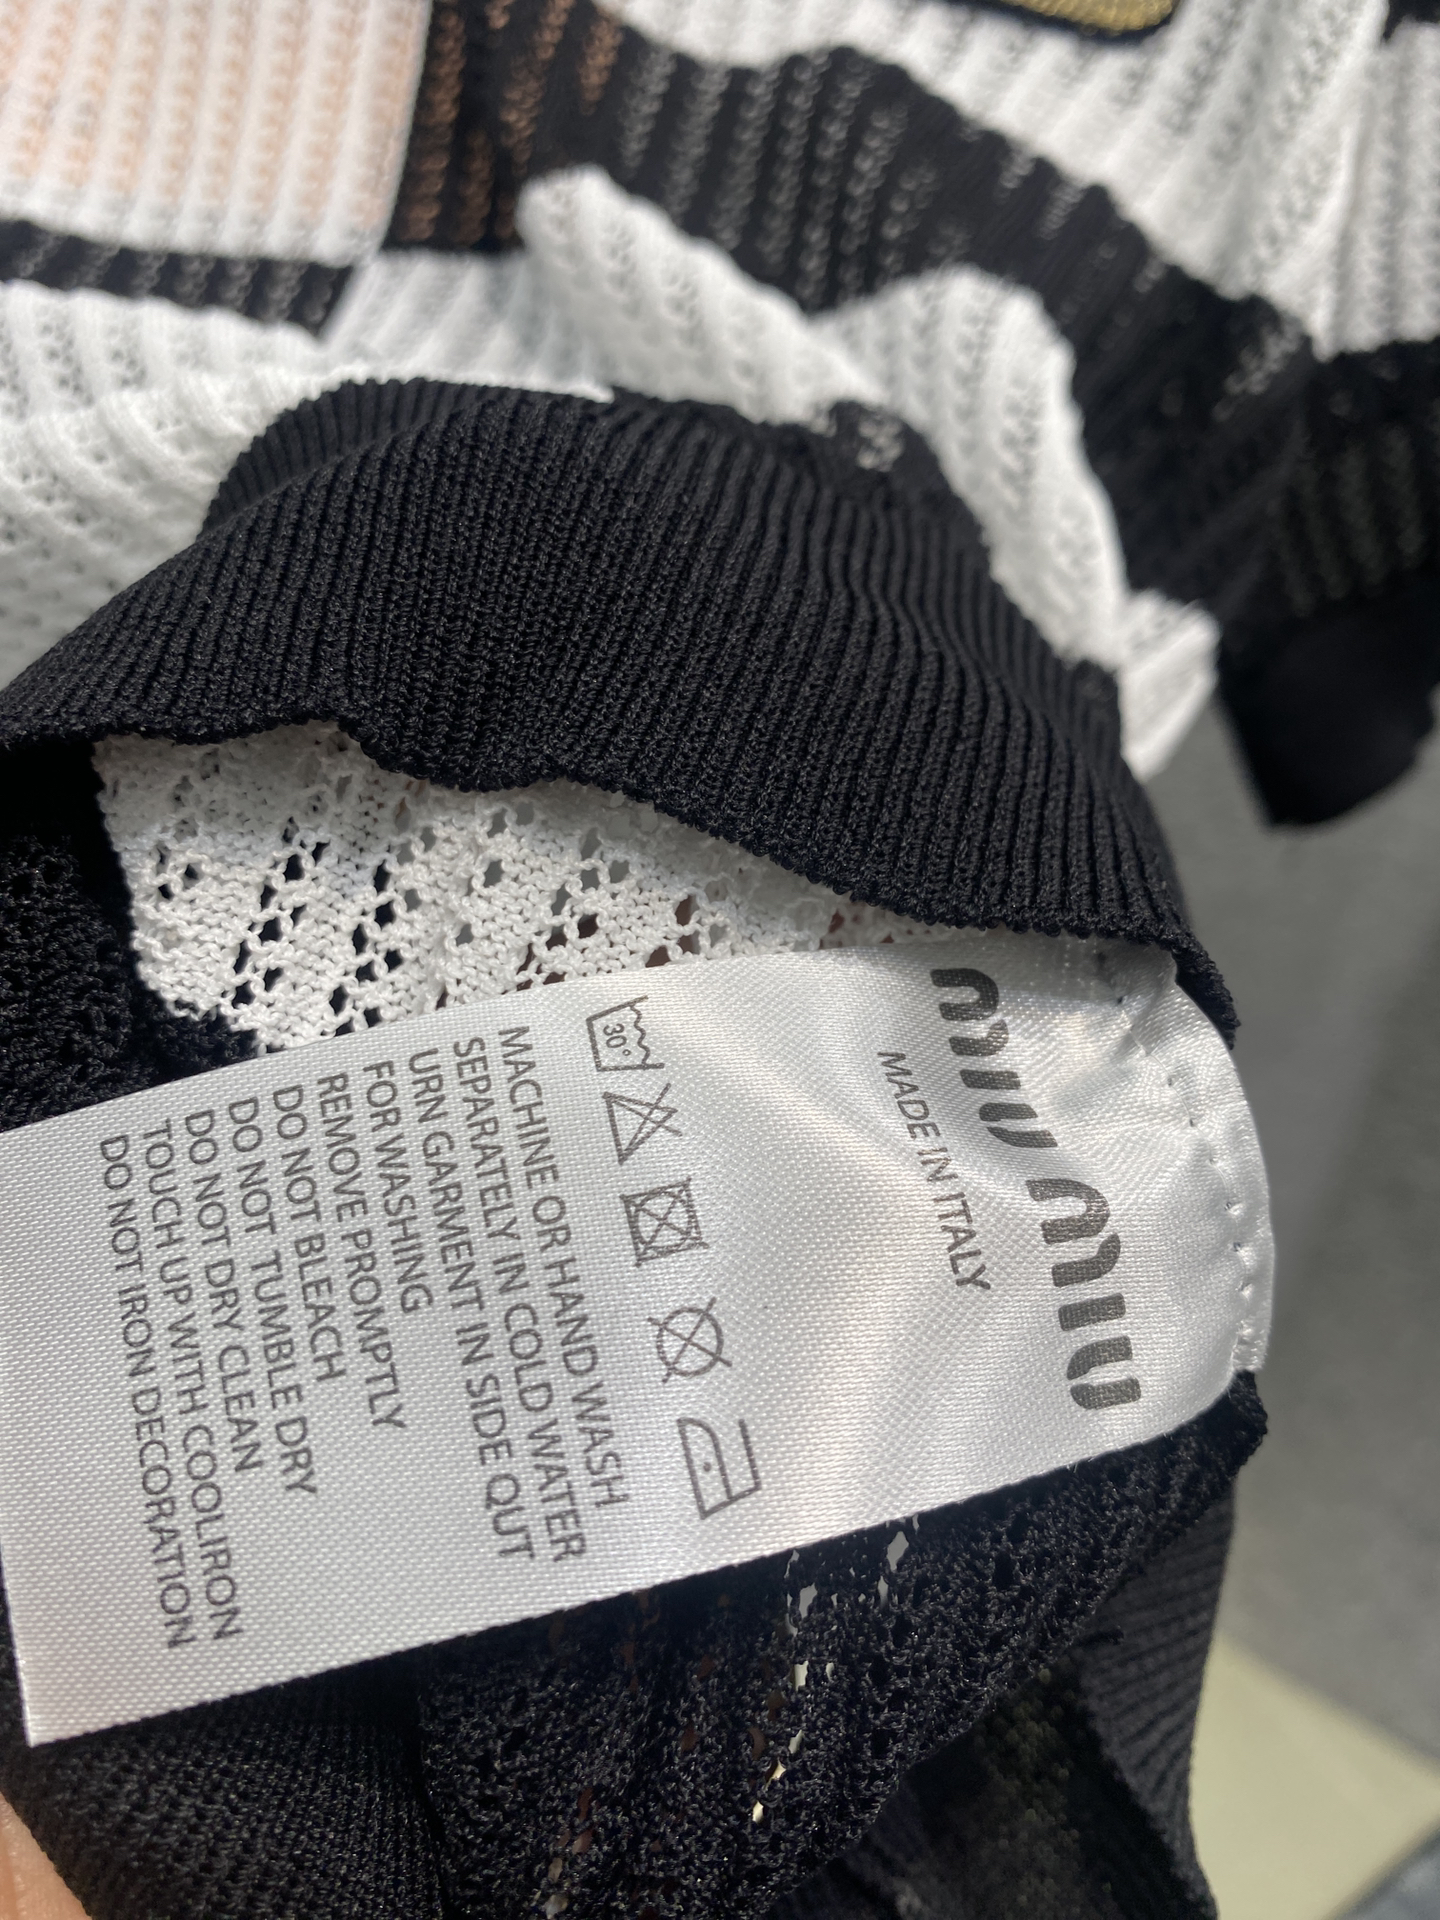 miu miu
MADE IN ITALY
30°
MACHINE OR HAND WASH
SEPARATELY IN COLD WATER
URN GARMENT IN SIDE QUT
FOR WASHING
REMOVE PROMPTLY
DO NOT BLEACH
DO NOT TUMBLE DRY
DO NOT DRY CLEAN
TOUCH UP WITH COOLIRON
DO NOT IRON DECORATION